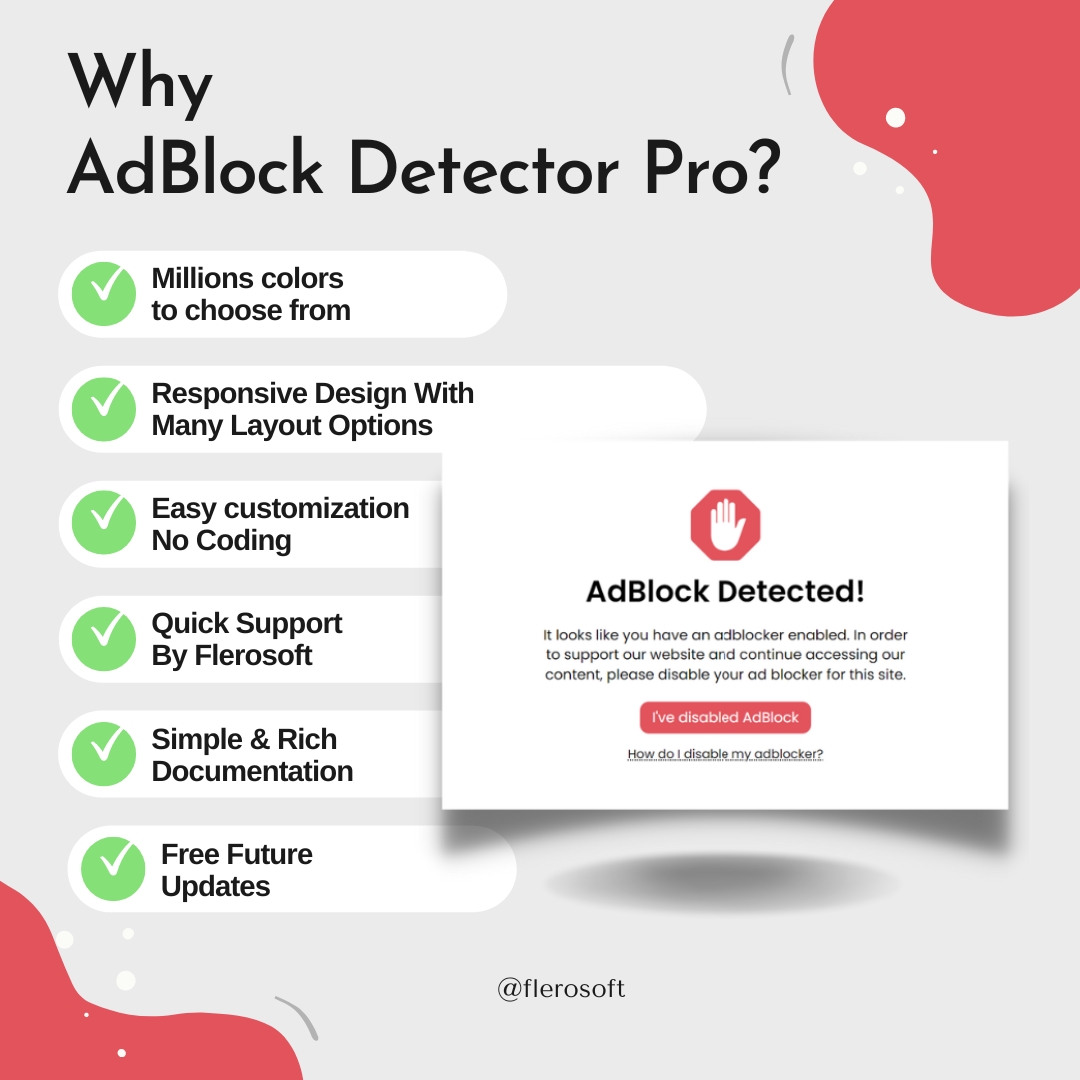 Why
AdBlock Detector Pro?
Millions colors
to choose from
Responsive Design With
Many Layout Options
Easy customization
No Coding
Quick Support
By Flerosoft
Simple & Rich
Documentation
Free Future
Updates
AdBlock Detected!
It looks like you have an adblocker enabled. In order
to support our website and continue accessing our
content, please disable your ad blocker for this site.
I've disabled AdBlock
How do I disable my adblocker?
@flerosoft